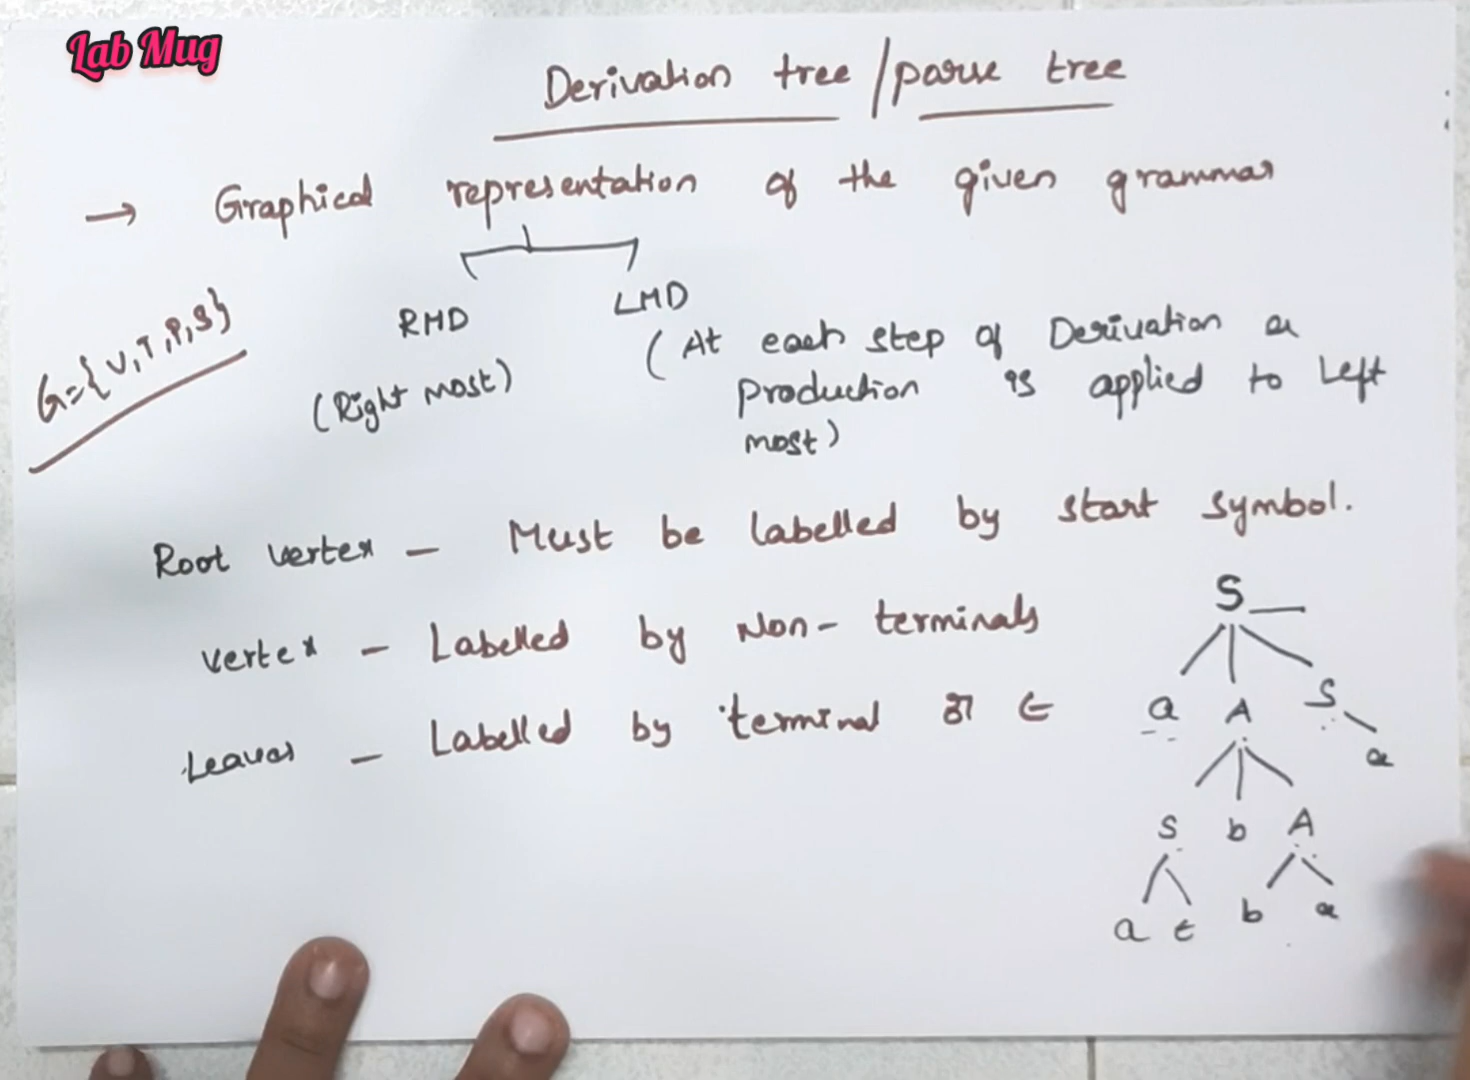 Lab Mug
Derivation tree / parse tree
→ Graphical representation of the given grammar
G={V,T,P,S}
RMD
LMD
(Right most)
(At each step of Derivation a
production is applied to Left
most)
Root vertex - Must be labelled by start symbol.
vertex - Labelled by Non-terminals
Leaves - Labelled by terminal or ε
S
a A S
a
S b A
a ε b a